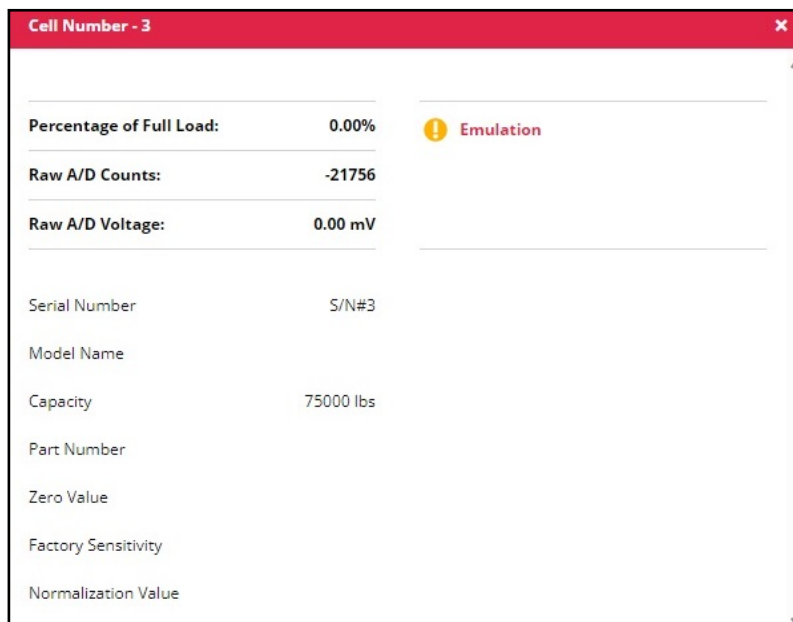 Cell Number - 3
Percentage of Full Load: 0.00%
Emulation
Raw A/D Counts: -21756
Raw A/D Voltage: 0.00 mV
Serial Number S/N#3
Model Name
Capacity 75000 lbs
Part Number
Zero Value
Factory Sensitivity
Normalization Value